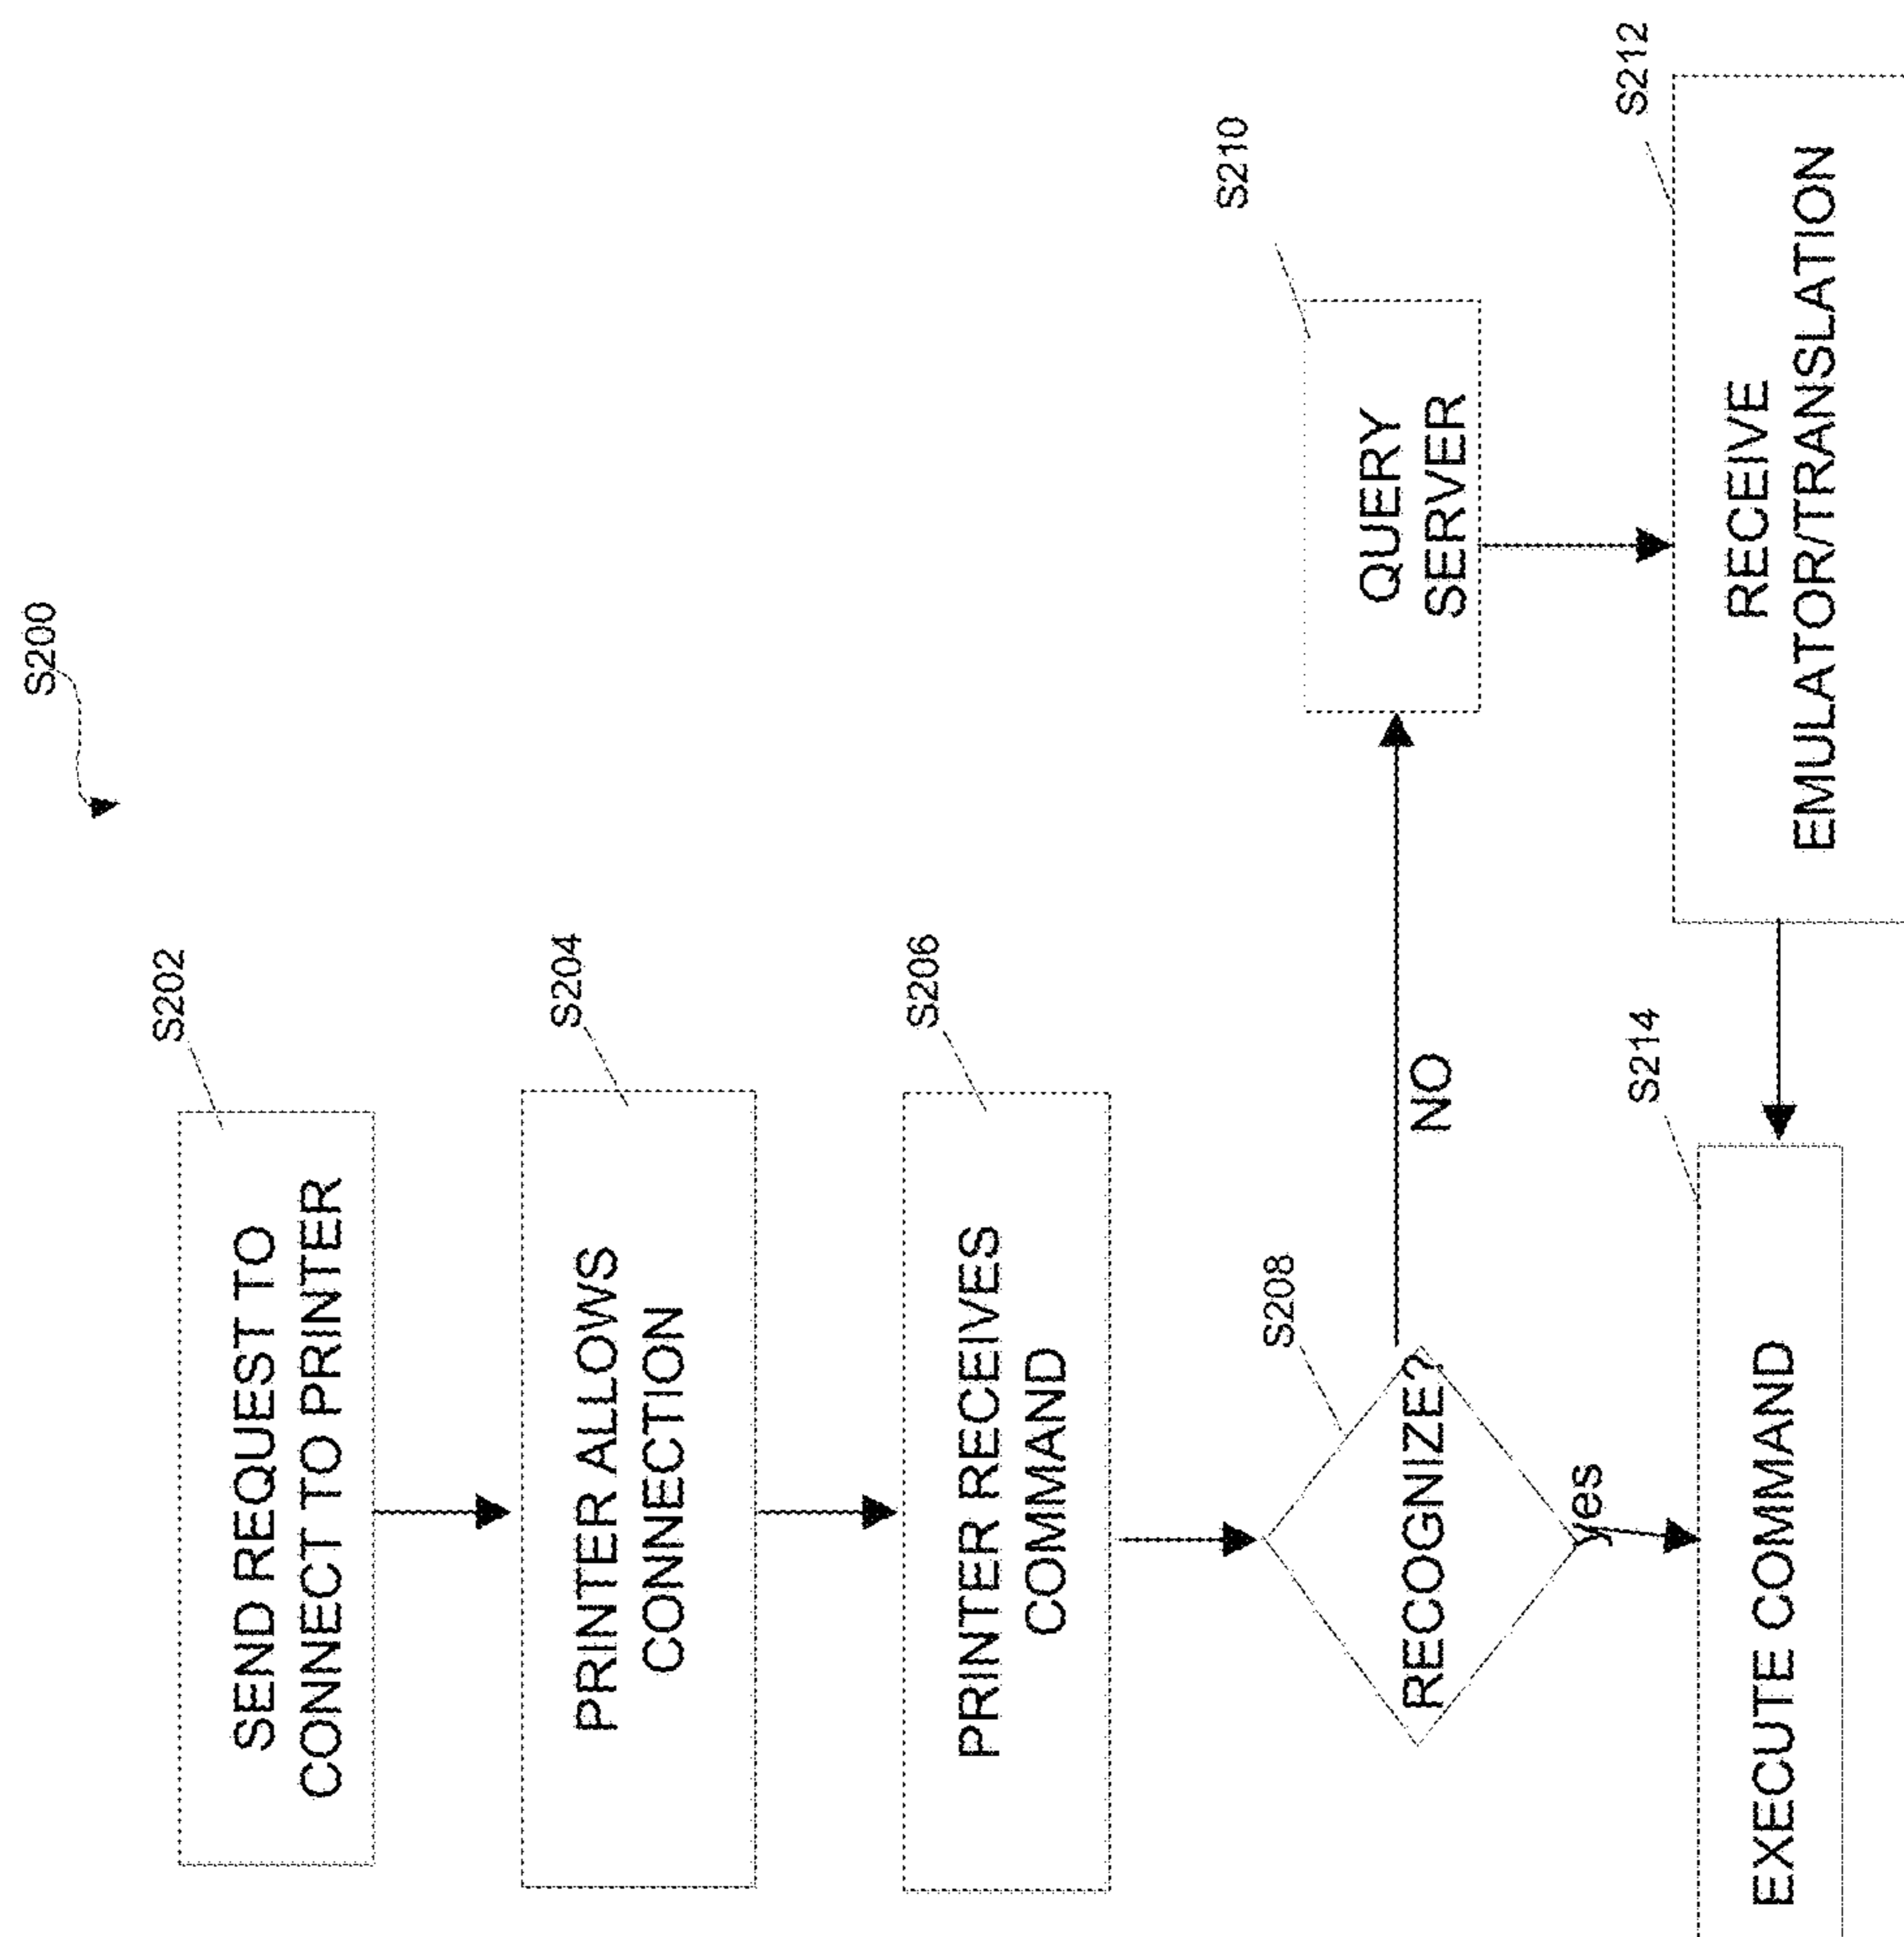 S200
S202
SEND REQUEST TO
CONNECT TO PRINTER
S204
PRINTER ALLOWS
CONNECTION
S206
PRINTER RECEIVES
COMMAND
S208
RECOGNIZE?
NO
yes
S210
QUERY
SERVER
S212
RECEIVE
EMULATOR/TRANSLATION
S214
EXECUTE COMMAND